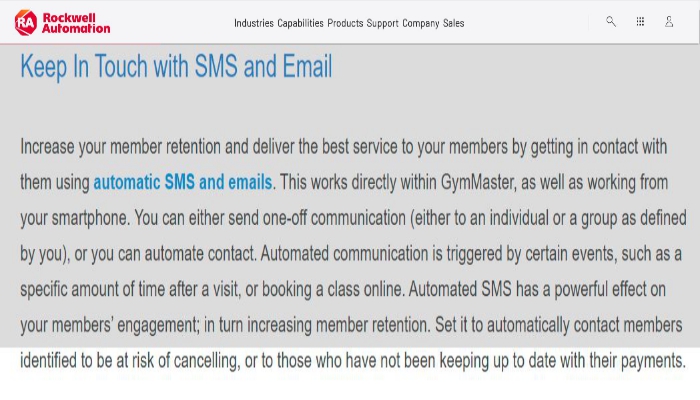 Rockwell
Automation
Industries Capabilities Products Support Company Sales
Keep In Touch with SMS and Email
Increase your member retention and deliver the best service to your members by getting in contact with
them using automatic SMS and emails. This works directly within GymMaster, as well as working from
your smartphone. You can either send one-off communication (either to an individual or a group as defined
by you), or you can automate contact. Automated communication is triggered by certain events, such as a
specific amount of time after a visit, or booking a class online. Automated SMS has a powerful effect on
your members' engagement; in turn increasing member retention. Set it to automatically contact members
identified to be at risk of cancelling, or to those who have not been keeping up to date with their payments.